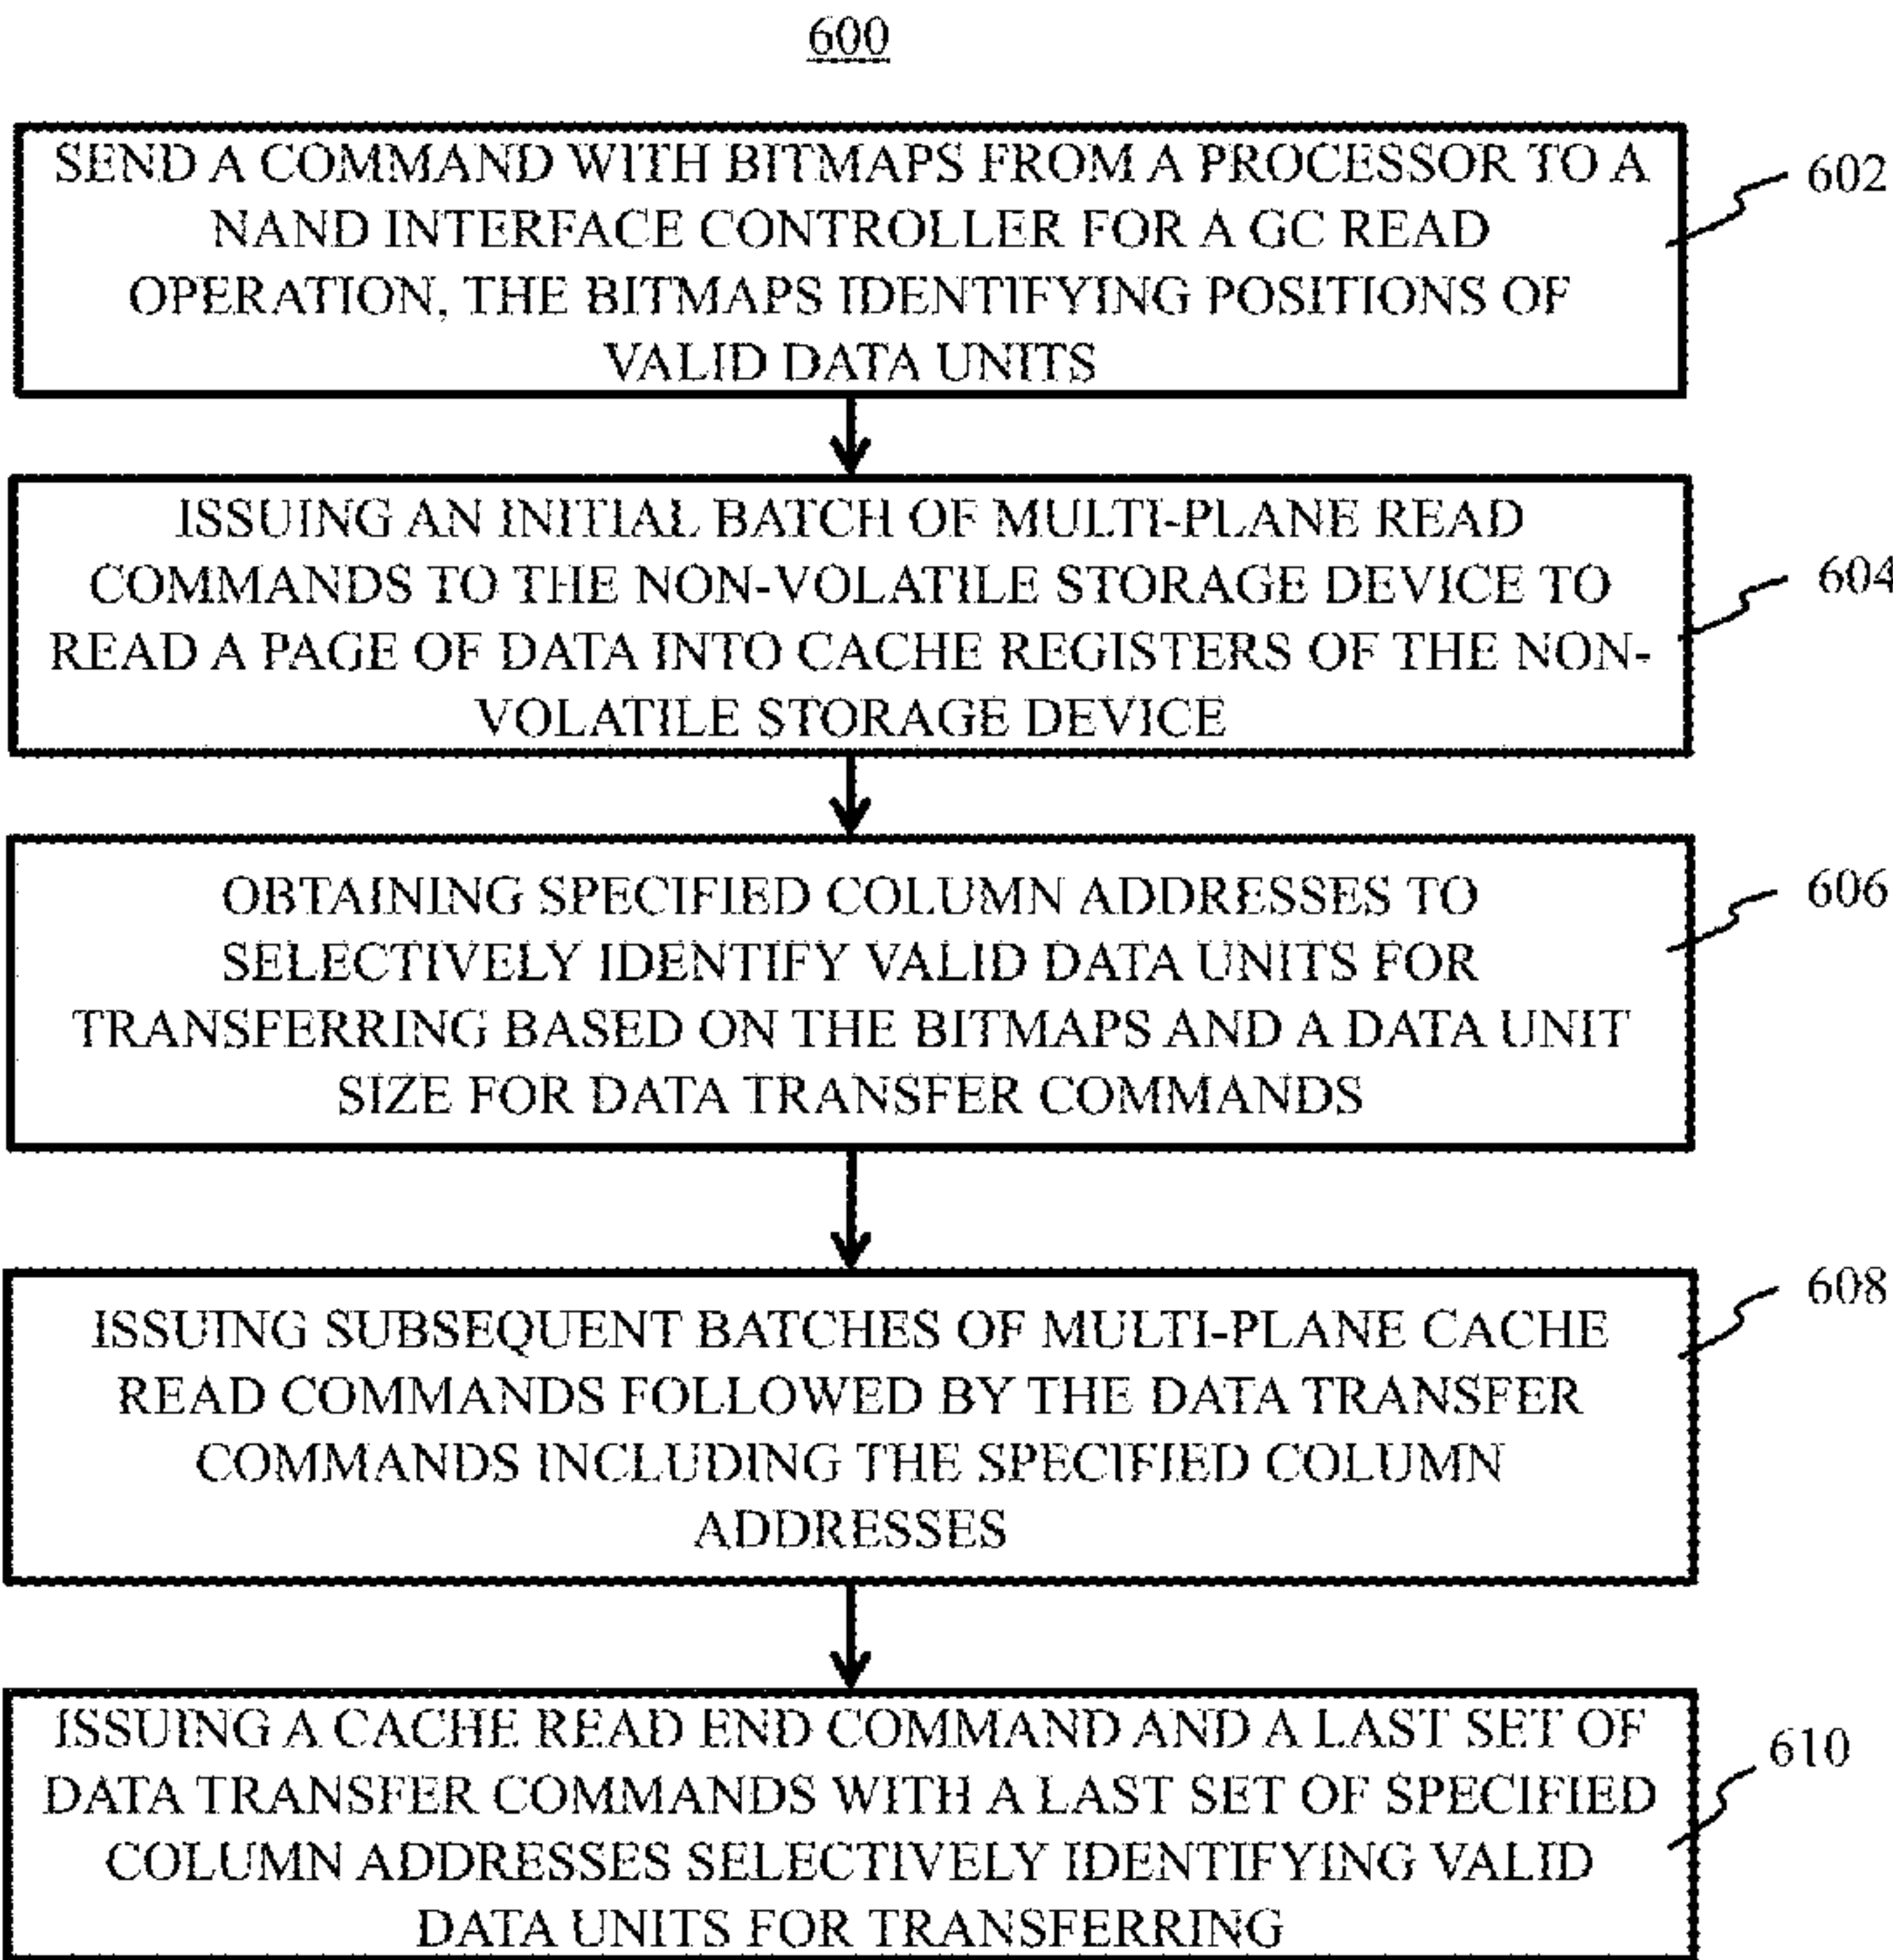 600
SEND A COMMAND WITH BITMAPS FROM A PROCESSOR TO A
NAND INTERFACE CONTROLLER FOR A GC READ
OPERATION, THE BITMAPS IDENTIFYING POSITIONS OF
VALID DATA UNITS
602
ISSUING AN INITIAL BATCH OF MULTI-PLANE READ
COMMANDS TO THE NON-VOLATILE STORAGE DEVICE TO
READ A PAGE OF DATA INTO CACHE REGISTERS OF THE NON-
VOLATILE STORAGE DEVICE
604
OBTAINING SPECIFIED COLUMN ADDRESSES TO
SELECTIVELY IDENTIFY VALID DATA UNITS FOR
TRANSFERRING BASED ON THE BITMAPS AND A DATA UNIT
SIZE FOR DATA TRANSFER COMMANDS
606
ISSUING SUBSEQUENT BATCHES OF MULTI-PLANE CACHE
READ COMMANDS FOLLOWED BY THE DATA TRANSFER
COMMANDS INCLUDING THE SPECIFIED COLUMN
ADDRESSES
608
ISSUING A CACHE READ END COMMAND AND A LAST SET OF
DATA TRANSFER COMMANDS WITH A LAST SET OF SPECIFIED
COLUMN ADDRESSES SELECTIVELY IDENTIFYING VALID
DATA UNITS FOR TRANSFERRING
610